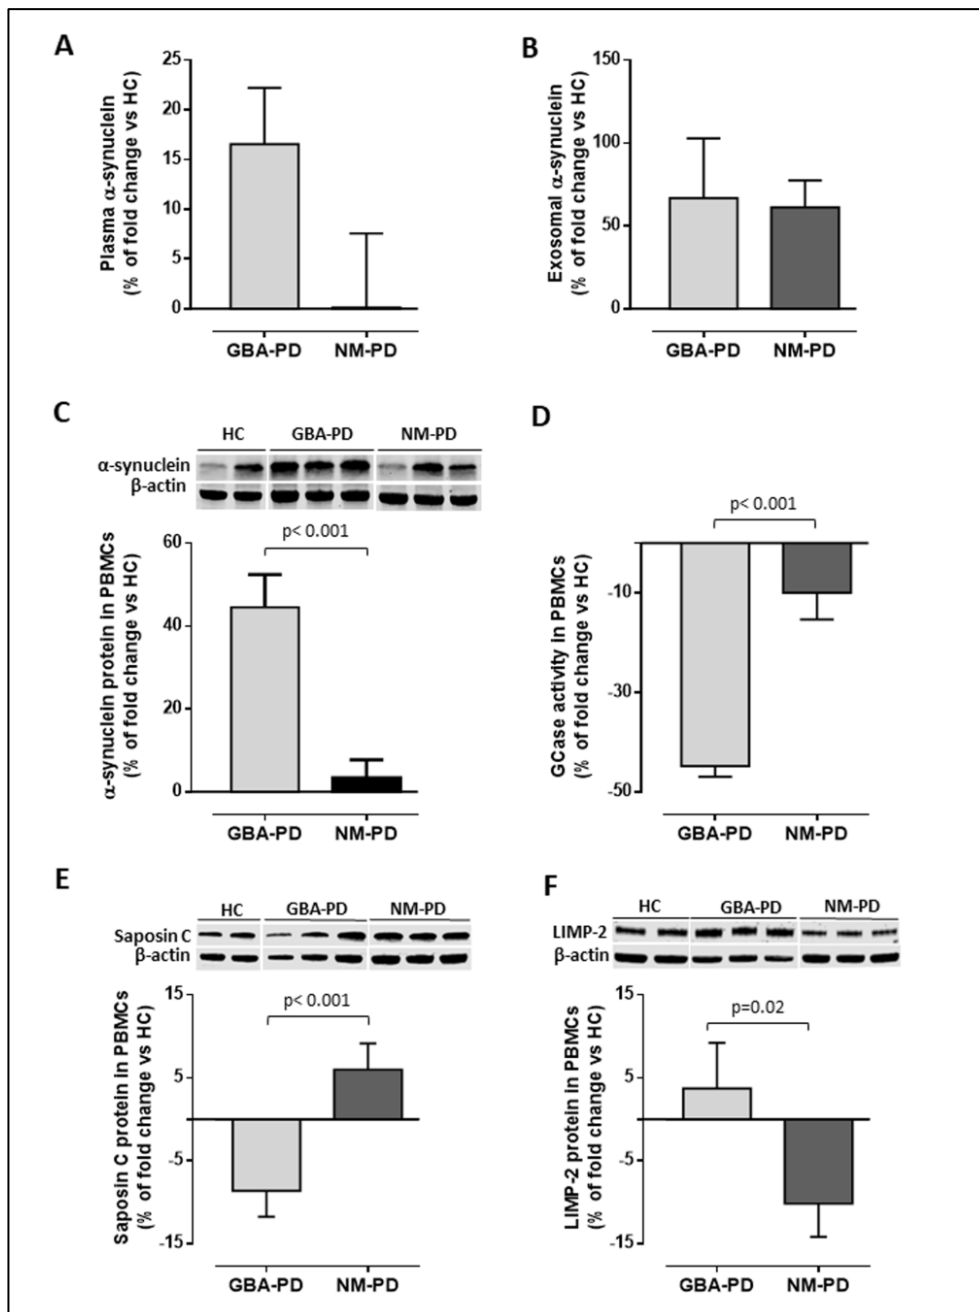 A
Plasma α-synuclein
(% of fold change vs HC)
25
20
15
10
5
0
GBA-PD
NM-PD
B
Exosomal α-synuclein
(% of fold change vs HC)
150
100
50
0
GBA-PD
NM-PD
C
HC
GBA-PD
NM-PD
α-synuclein
β-actin
α-synuclein protein in PBMCs
(% of fold change vs HC)
p< 0.001
60
40
20
0
GBA-PD
NM-PD
D
GCase activity in PBMCs
(% of fold change vs HC)
p< 0.001
-10
-30
-50
GBA-PD
NM-PD
E
HC
GBA-PD
NM-PD
Saposin C
β-actin
Saposin C protein in PBMCs
(% of fold change vs HC)
p< 0.001
15
5
-5
-15
GBA-PD
NM-PD
F
HC
GBA-PD
NM-PD
LIMP-2
β-actin
LIMP-2 protein in PBMCs
(% of fold change vs HC)
p=0.02
15
5
-5
-15
GBA-PD
NM-PD